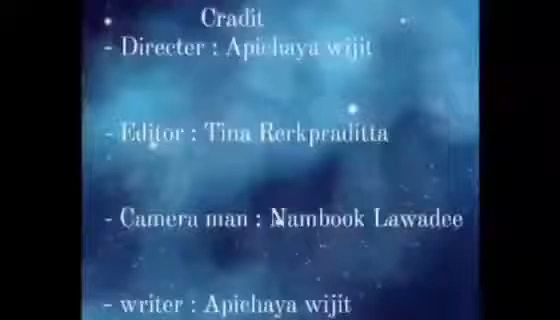 Cradit
- Directer : Apichaya wijit
- Editor : Tina Rerkpraditta
- Camera man : Nambook Lawadee
- writer : Apichaya wijit